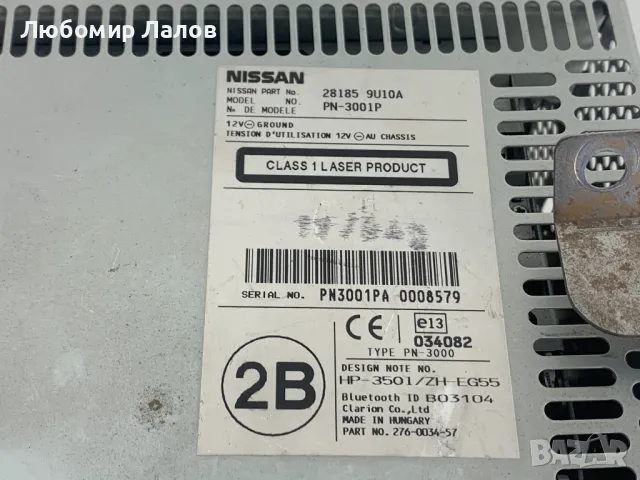 Любомир Лалов
NISSAN
NISSAN PART No. 28185 9U10A
MODEL NO. PN-3001P
No. DE MODELE
12V⊖GROUND
TENSION D'UTILISATION 12V⊖AU CHASSIS
CLASS 1 LASER PRODUCT
SERIAL NO. PN3001PA 0008579
2B
CE e13
034082
TYPE PN-3000
DESIGN NOTE NO.
HP-3501/ZH-EG55
Bluetooth ID B03104
Clarion Co.,Ltd
MADE IN HUNGARY
PART NO. 276-0034-57
BAZAR
bg